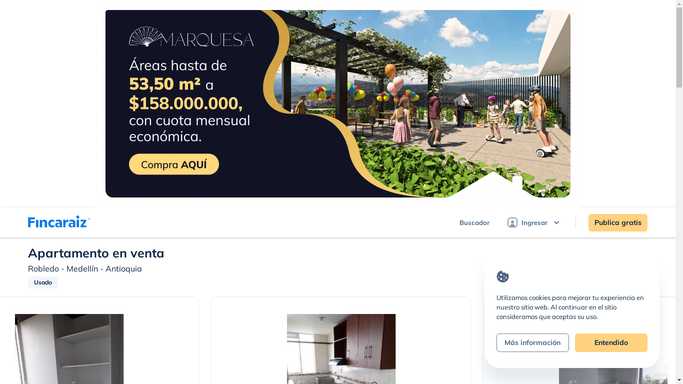 MARQUESA
Áreas hasta de
53,50 m² a
$158.000.000,
con cuota mensual
económica.
Compra AQUÍ
Fincaraiz
Buscador
Ingresar
Publica gratis
Apartamento en venta
Robledo - Medellín - Antioquia
Usado
Utilizamos cookies para mejorar tu experiencia en
nuestro sitio web. Al continuar en el sitio
consideramos que aceptas su uso.
Más información
Entendido